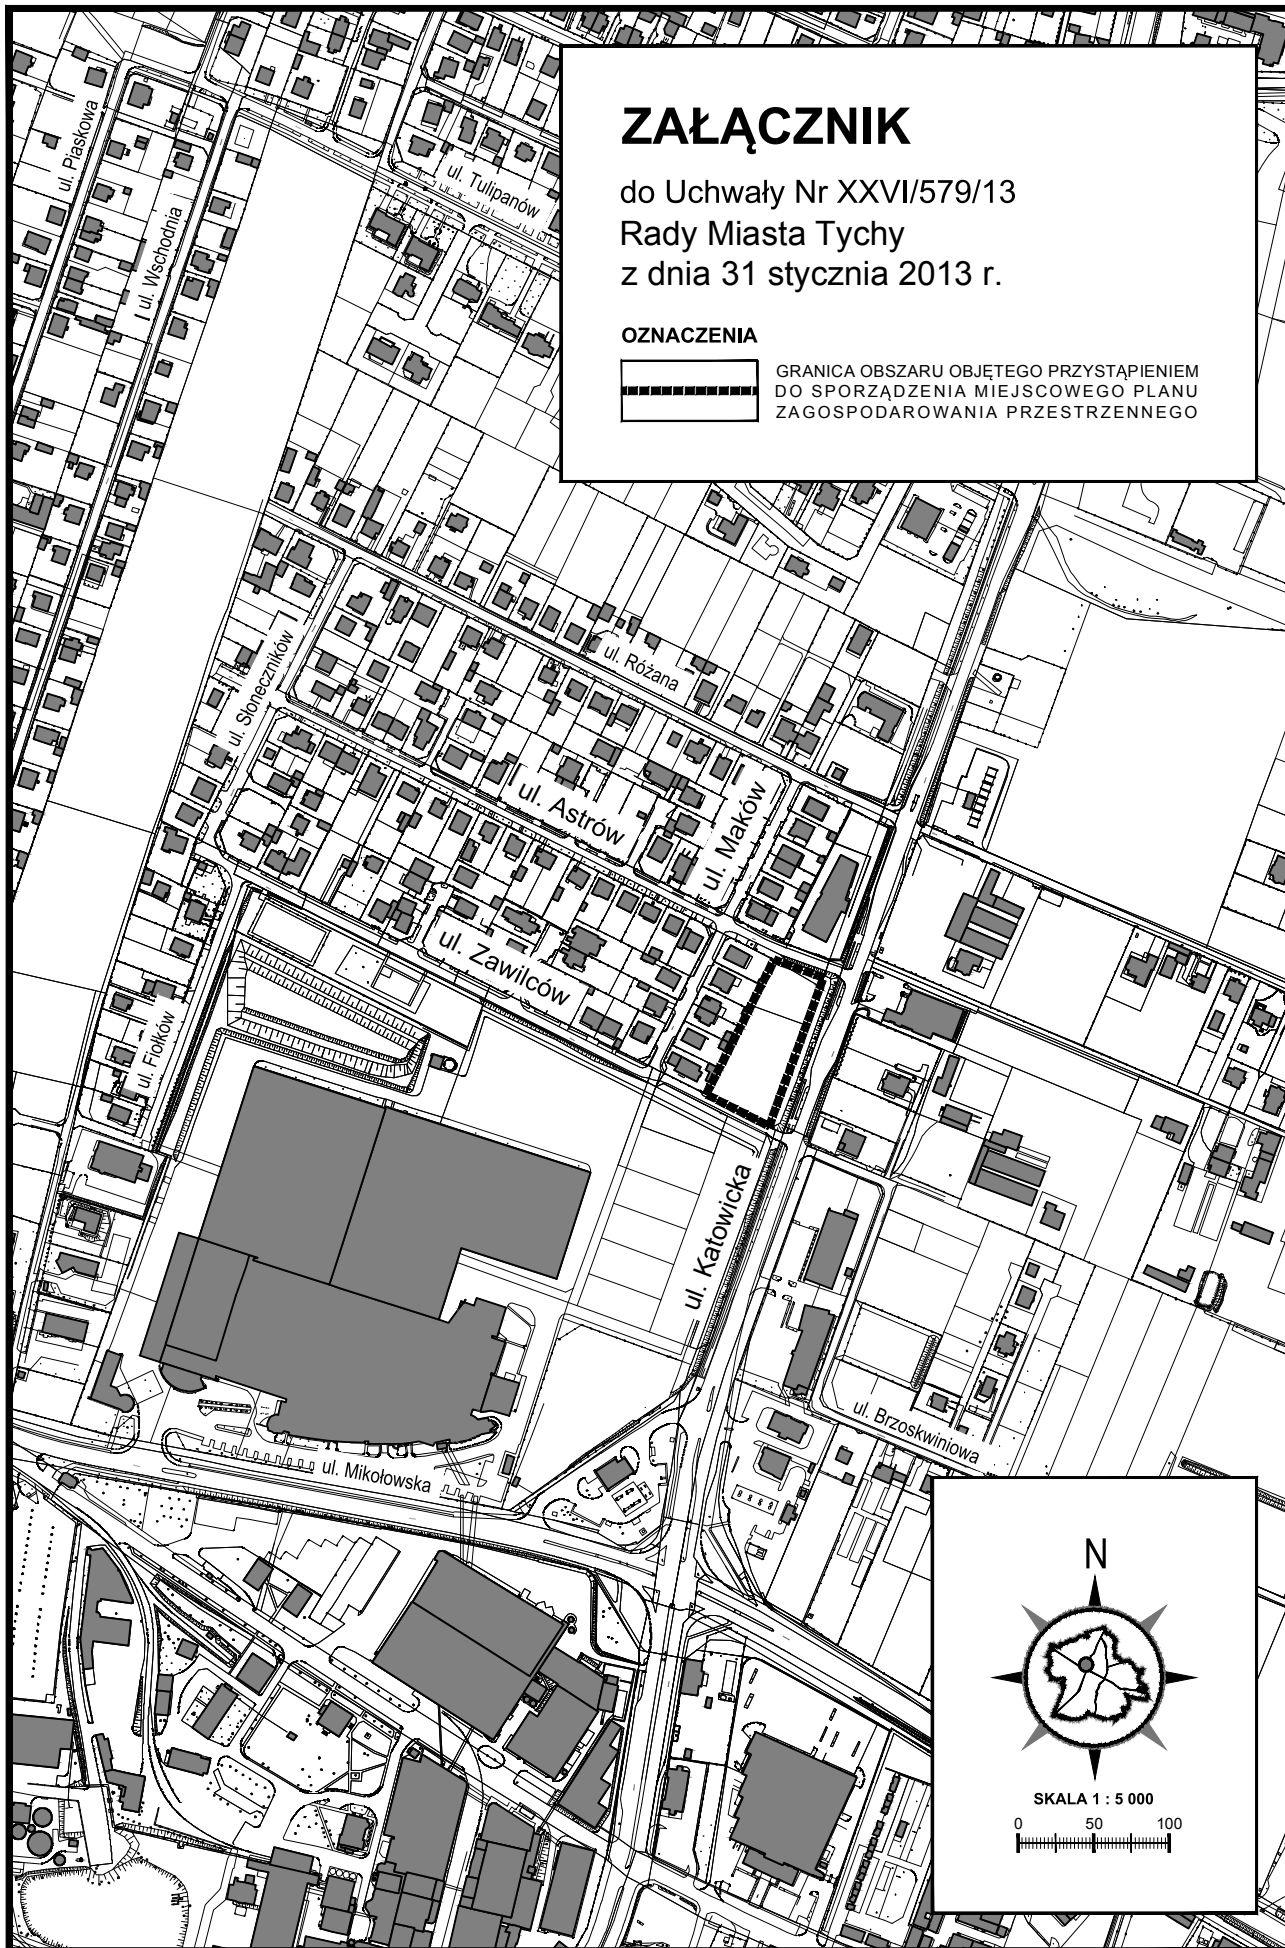 ZAŁĄCZNIK
do Uchwały Nr XXVI/579/13
Rady Miasta Tychy
z dnia 31 stycznia 2013 r.
OZNACZENIA
GRANICA OBSZARU OBJĘTEGO PRZYSTĄPIENIEM
DO SPORZĄDZENIA MIEJSCOWEGO PLANU
ZAGOSPODAROWANIA PRZESTRZENNEGO
ul. Piaskowa
ul. Wschodnia
ul. Tulipanów
ul. Różana
ul. Słoneczników
ul. Astrów
ul. Maków
ul. Zawilców
ul. Fiołków
ul. Katowicka
ul. Brzoskwiniowa
ul. Mikołowska
N
SKALA 1 : 5 000
0 50 100